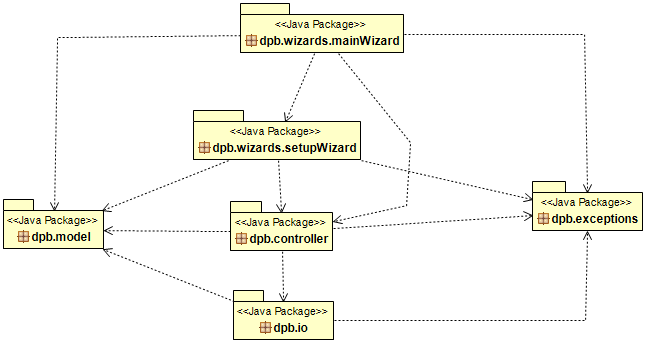 <<Java Package>>
dpb.wizards.mainWizard
<<Java Package>>
dpb.wizards.setupWizard
<<Java Package>>
dpb.model
<<Java Package>>
dpb.controller
<<Java Package>>
dpb.exceptions
<<Java Package>>
dpb.io